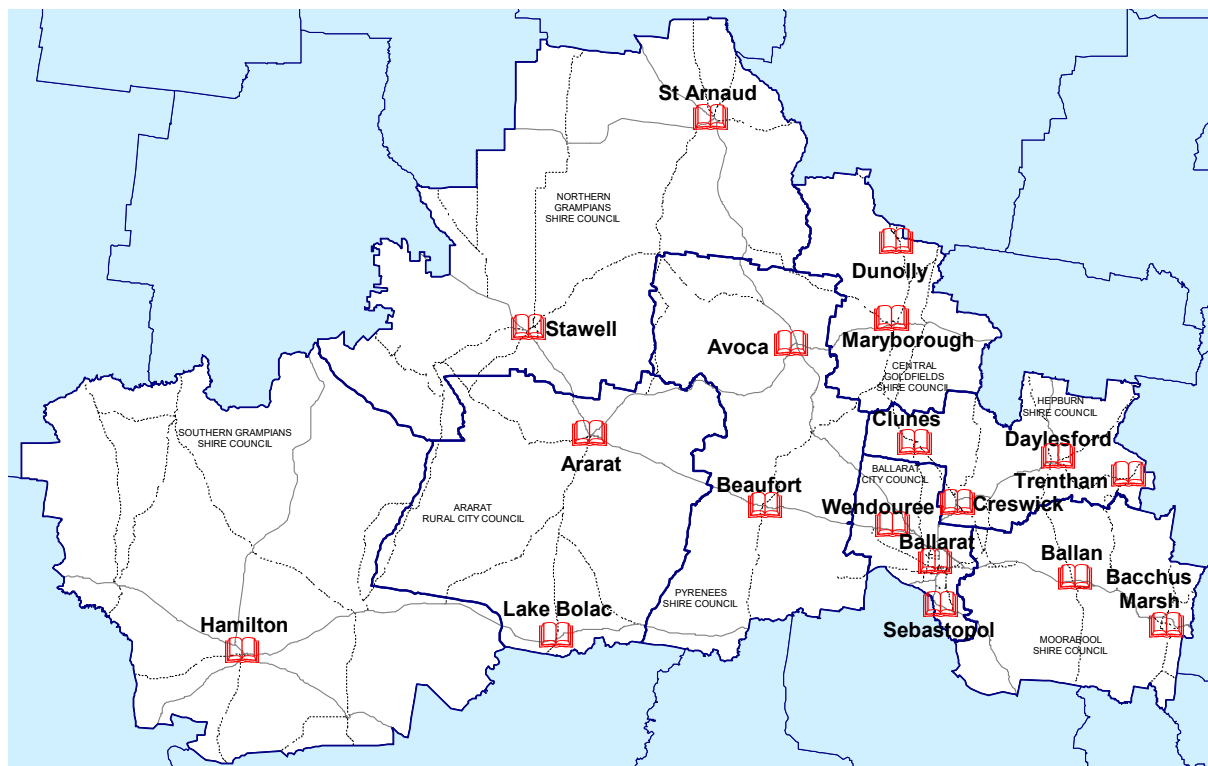 St Arnaud
NORTHERN
GRAMPIANS
SHIRE COUNCIL
Dunolly
Stawell
Avoca
Maryborough
CENTRAL
GOLDFIELDS
SHIRE COUNCIL
HEPBURN
SHIRE COUNCIL
Clunes
SOUTHERN GRAMPIANS
SHIRE COUNCIL
Daylesford
Ararat
BALLARAT
CITY COUNCIL
Trentham
Beaufort
ARARAT
RURAL CITY COUNCIL
Wendouree
Creswick
Ballarat
Ballan
Bacchus
Marsh
PYRENEES
SHIRE COUNCIL
Lake Bolac
Hamilton
Sebastopol
MOORABOOL
SHIRE COUNCIL